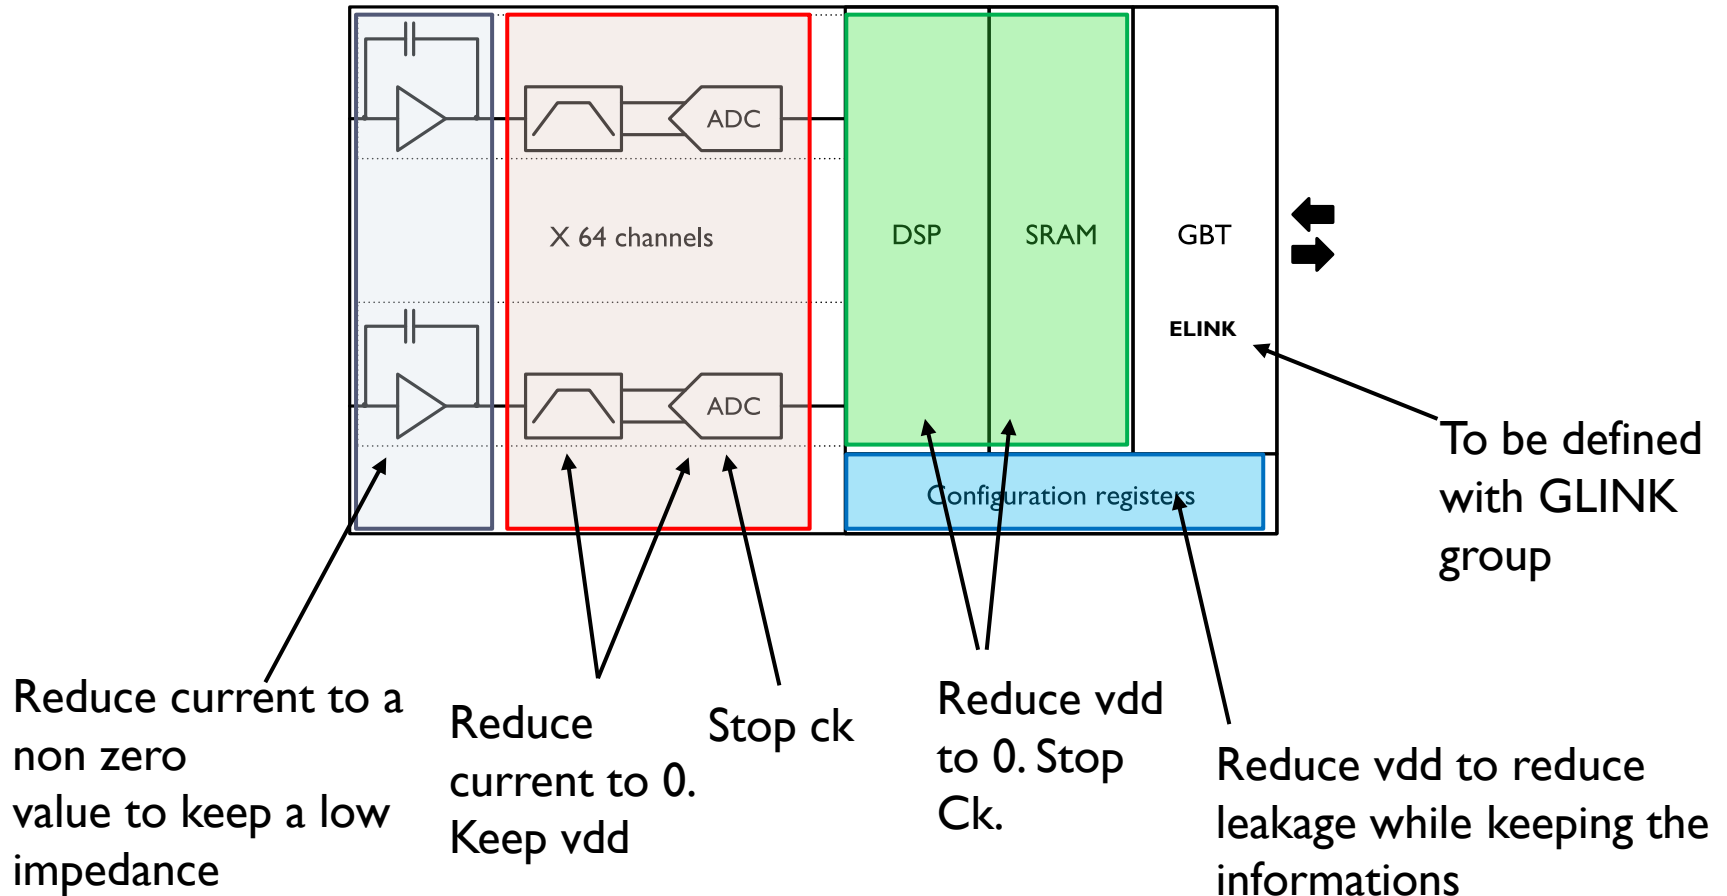 ADC
X 64 channels
DSP
SRAM
GBT
ELINK
ADC
Configuration registers
To be defined
with GLINK
group
Reduce current to a
non zero
value to keep a low
impedance
Reduce
current to 0.
Keep vdd
Stop ck
Reduce vdd
to 0. Stop
Ck.
Reduce vdd to reduce
leakage while keeping the
informations